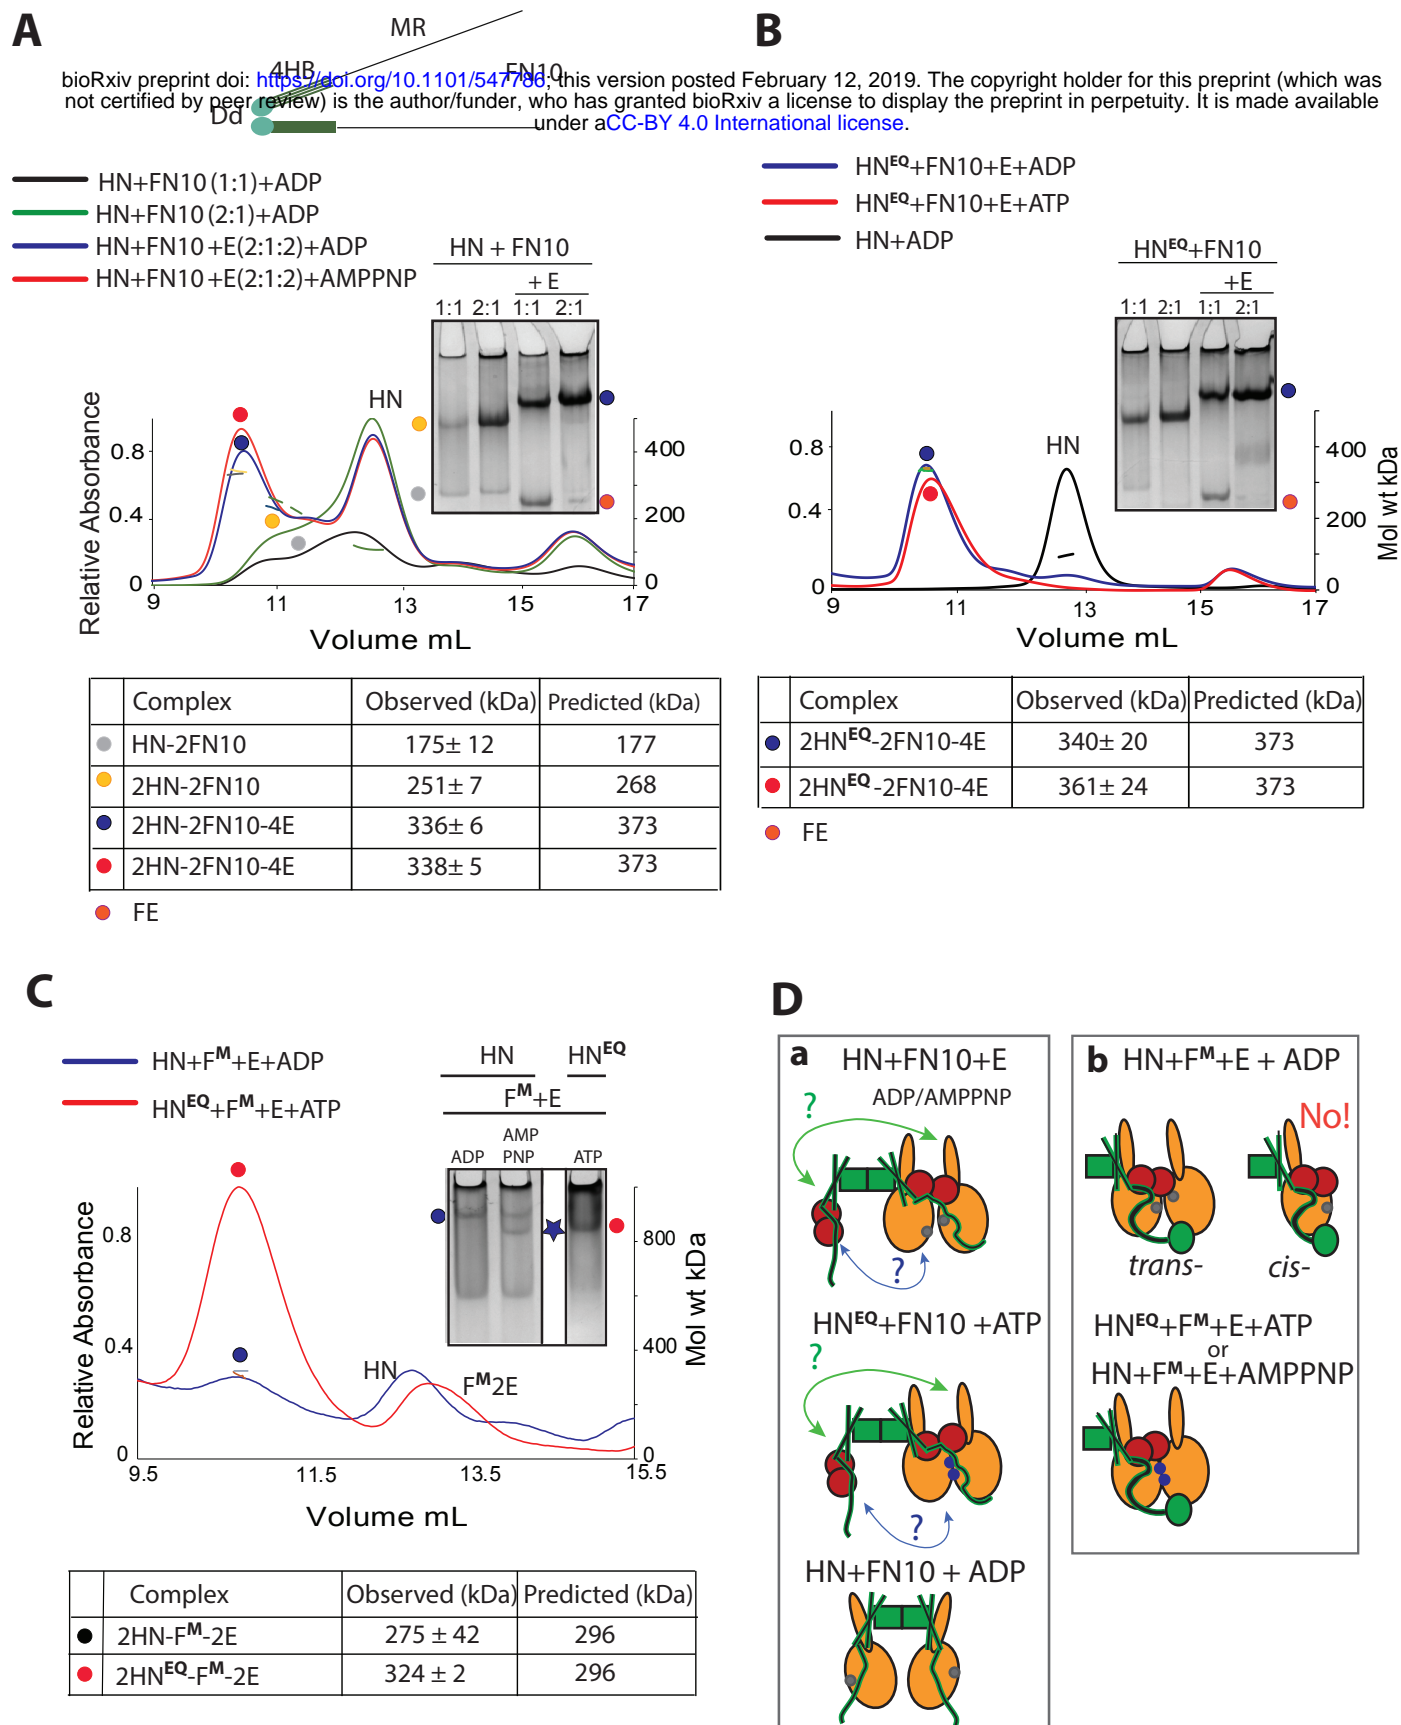 A
MR
4HB
FN10
Dd
bioRxiv preprint doi: https://doi.org/10.1101/547786; this version posted February 12, 2019. The copyright holder for this preprint (which was
not certified by peer review) is the author/funder, who has granted bioRxiv a license to display the preprint in perpetuity. It is made available
under aCC-BY 4.0 International license.
HN+FN10 (1:1)+ADP
HN+FN10 (2:1)+ADP
HN+FN10 +E(2:1:2)+ADP
HN+FN10 +E(2:1:2)+AMPPNP
HN + FN10
+ E
1:1 2:1 1:1 2:1
HN
Relative Absorbance
0.8
0.4
0
400
200
0
9 11 13 15 17
Volume mL
Complex Observed (kDa) Predicted (kDa)
HN-2FN10 175± 12 177
2HN-2FN10 251± 7 268
2HN-2FN10-4E 336± 6 373
2HN-2FN10-4E 338± 5 373
FE
B
HNEQ+FN10+E+ADP
HNEQ+FN10+E+ATP
HN+ADP
HNEQ+FN10
+E
1:1 2:1 1:1 2:1
HN
0.8
0.4
0
400
200
0
Mol wt kDa
9 11 13 15 17
Volume mL
Complex Observed (kDa) Predicted (kDa)
2HNEQ-2FN10-4E 340± 20 373
2HNEQ-2FN10-4E 361± 24 373
FE
C
HN+FM+E+ADP
HNEQ+FM+E+ATP
HN HNEQ
FM+E
ADP AMP PNP ATP
Relative Absorbance
0.8
0.4
0
HN
FM2E
800
400
0
Mol wt kDa
9.5 11.5 13.5 15.5
Volume mL
Complex Observed (kDa) Predicted (kDa)
2HN-FM-2E 275 ± 42 296
2HNEQ-FM-2E 324 ± 2 296
D
a HN+FN10+E
ADP/AMPPNP
?
?
HNEQ+FN10 +ATP
?
?
HN+FN10 + ADP
b HN+FM+E + ADP
No!
trans- cis-
HNEQ+FM+E+ATP
or
HN+FM+E+AMPPNP